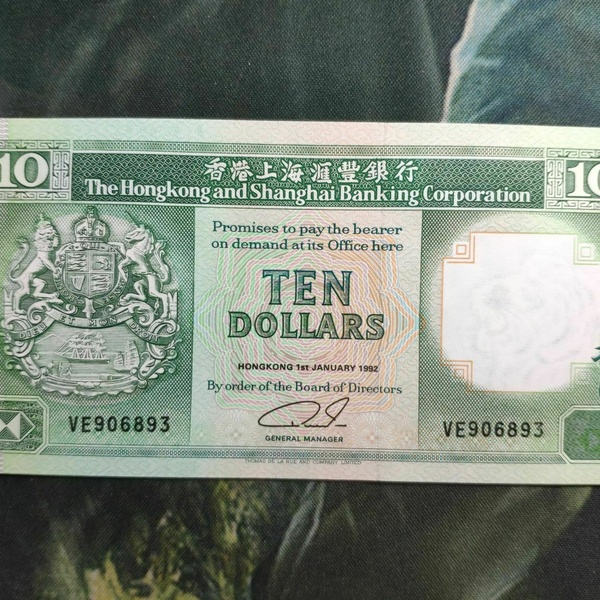 10
香港上海滙豐銀行
10
The Hongkong and Shanghai Banking Corporation
Promises to pay the bearer
on demand at its Office here
TEN
DOLLARS
HONGKONG 1st JANUARY 1992
By order of the Board of Directors
VE906893
VE906893
GENERAL MANAGER
THOMAS DE LA RUE AND COMPANY LIMITED